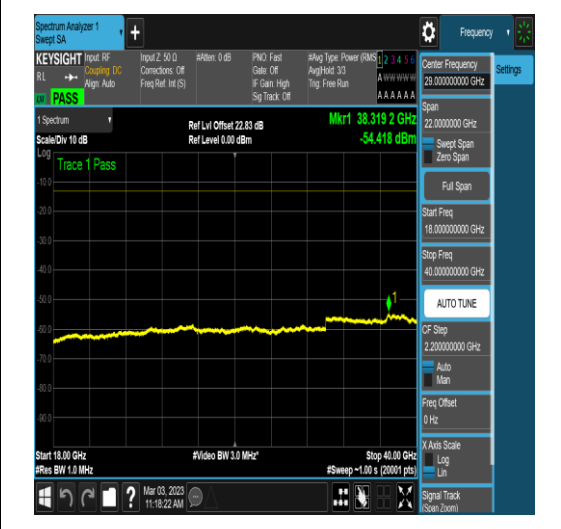 Spectrum Analyzer 1
Swept SA
Frequency
KEYSIGHT
RL
PASS
Input: RF
Coupling: DC
Align: Auto
Input Z: 50 Ω
Corrections: Off
Freq Ref: Int (S)
#Atten: 0 dB
PNO: Fast
Gate: Off
IF Gain: High
Sig Track: Off
#Avg Type: Power (RMS
Avg|Hold: 3/3
Trig: Free Run
1 2 3 4 5 6
A W W W W W
A A A A A A
1 Spectrum
Scale/Div 10 dB
Ref Lvl Offset 22.83 dB
Ref Level 0.00 dBm
Mkr1 38.319 2 GHz
-54.418 dBm
Log
Trace 1 Pass
-10.0
-20.0
-30.0
-40.0
-50.0
-60.0
-70.0
-80.0
-90.0
1
Start 18.00 GHz
#Res BW 1.0 MHz
#Video BW 3.0 MHz*
Stop 40.00 GHz
#Sweep ~1.00 s (20001 pts)
Mar 03, 2023
11:18:22 AM
Center Frequency
29.000000000 GHz
Settings
Span
22.0000000 GHz
Swept Span
Zero Span
Full Span
Start Freq
18.000000000 GHz
Stop Freq
40.000000000 GHz
AUTO TUNE
CF Step
2.200000000 GHz
Auto
Man
Freq Offset
0 Hz
X Axis Scale
Log
Lin
Signal Track
(Span Zoom)